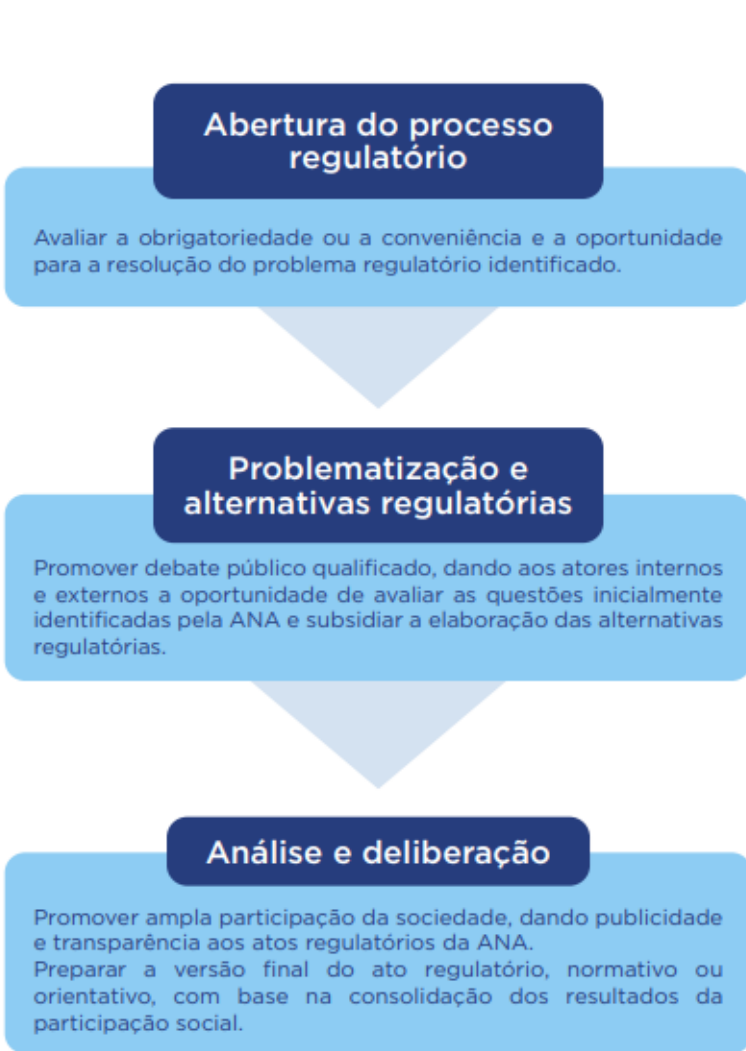 Abertura do processo
regulatório
Avaliar a obrigatoriedade ou a conveniência e a oportunidade
para a resolução do problema regulatório identificado.
Problematização e
alternativas regulatórias
Promover debate público qualificado, dando aos atores internos
e externos a oportunidade de avaliar as questões inicialmente
identificadas pela ANA e subsidiar a elaboração das alternativas
regulatórias.
Análise e deliberação
Promover ampla participação da sociedade, dando publicidade
e transparência aos atos regulatórios da ANA.
Preparar a versão final do ato regulatório, normativo ou
orientativo, com base na consolidação dos resultados da
participação social.